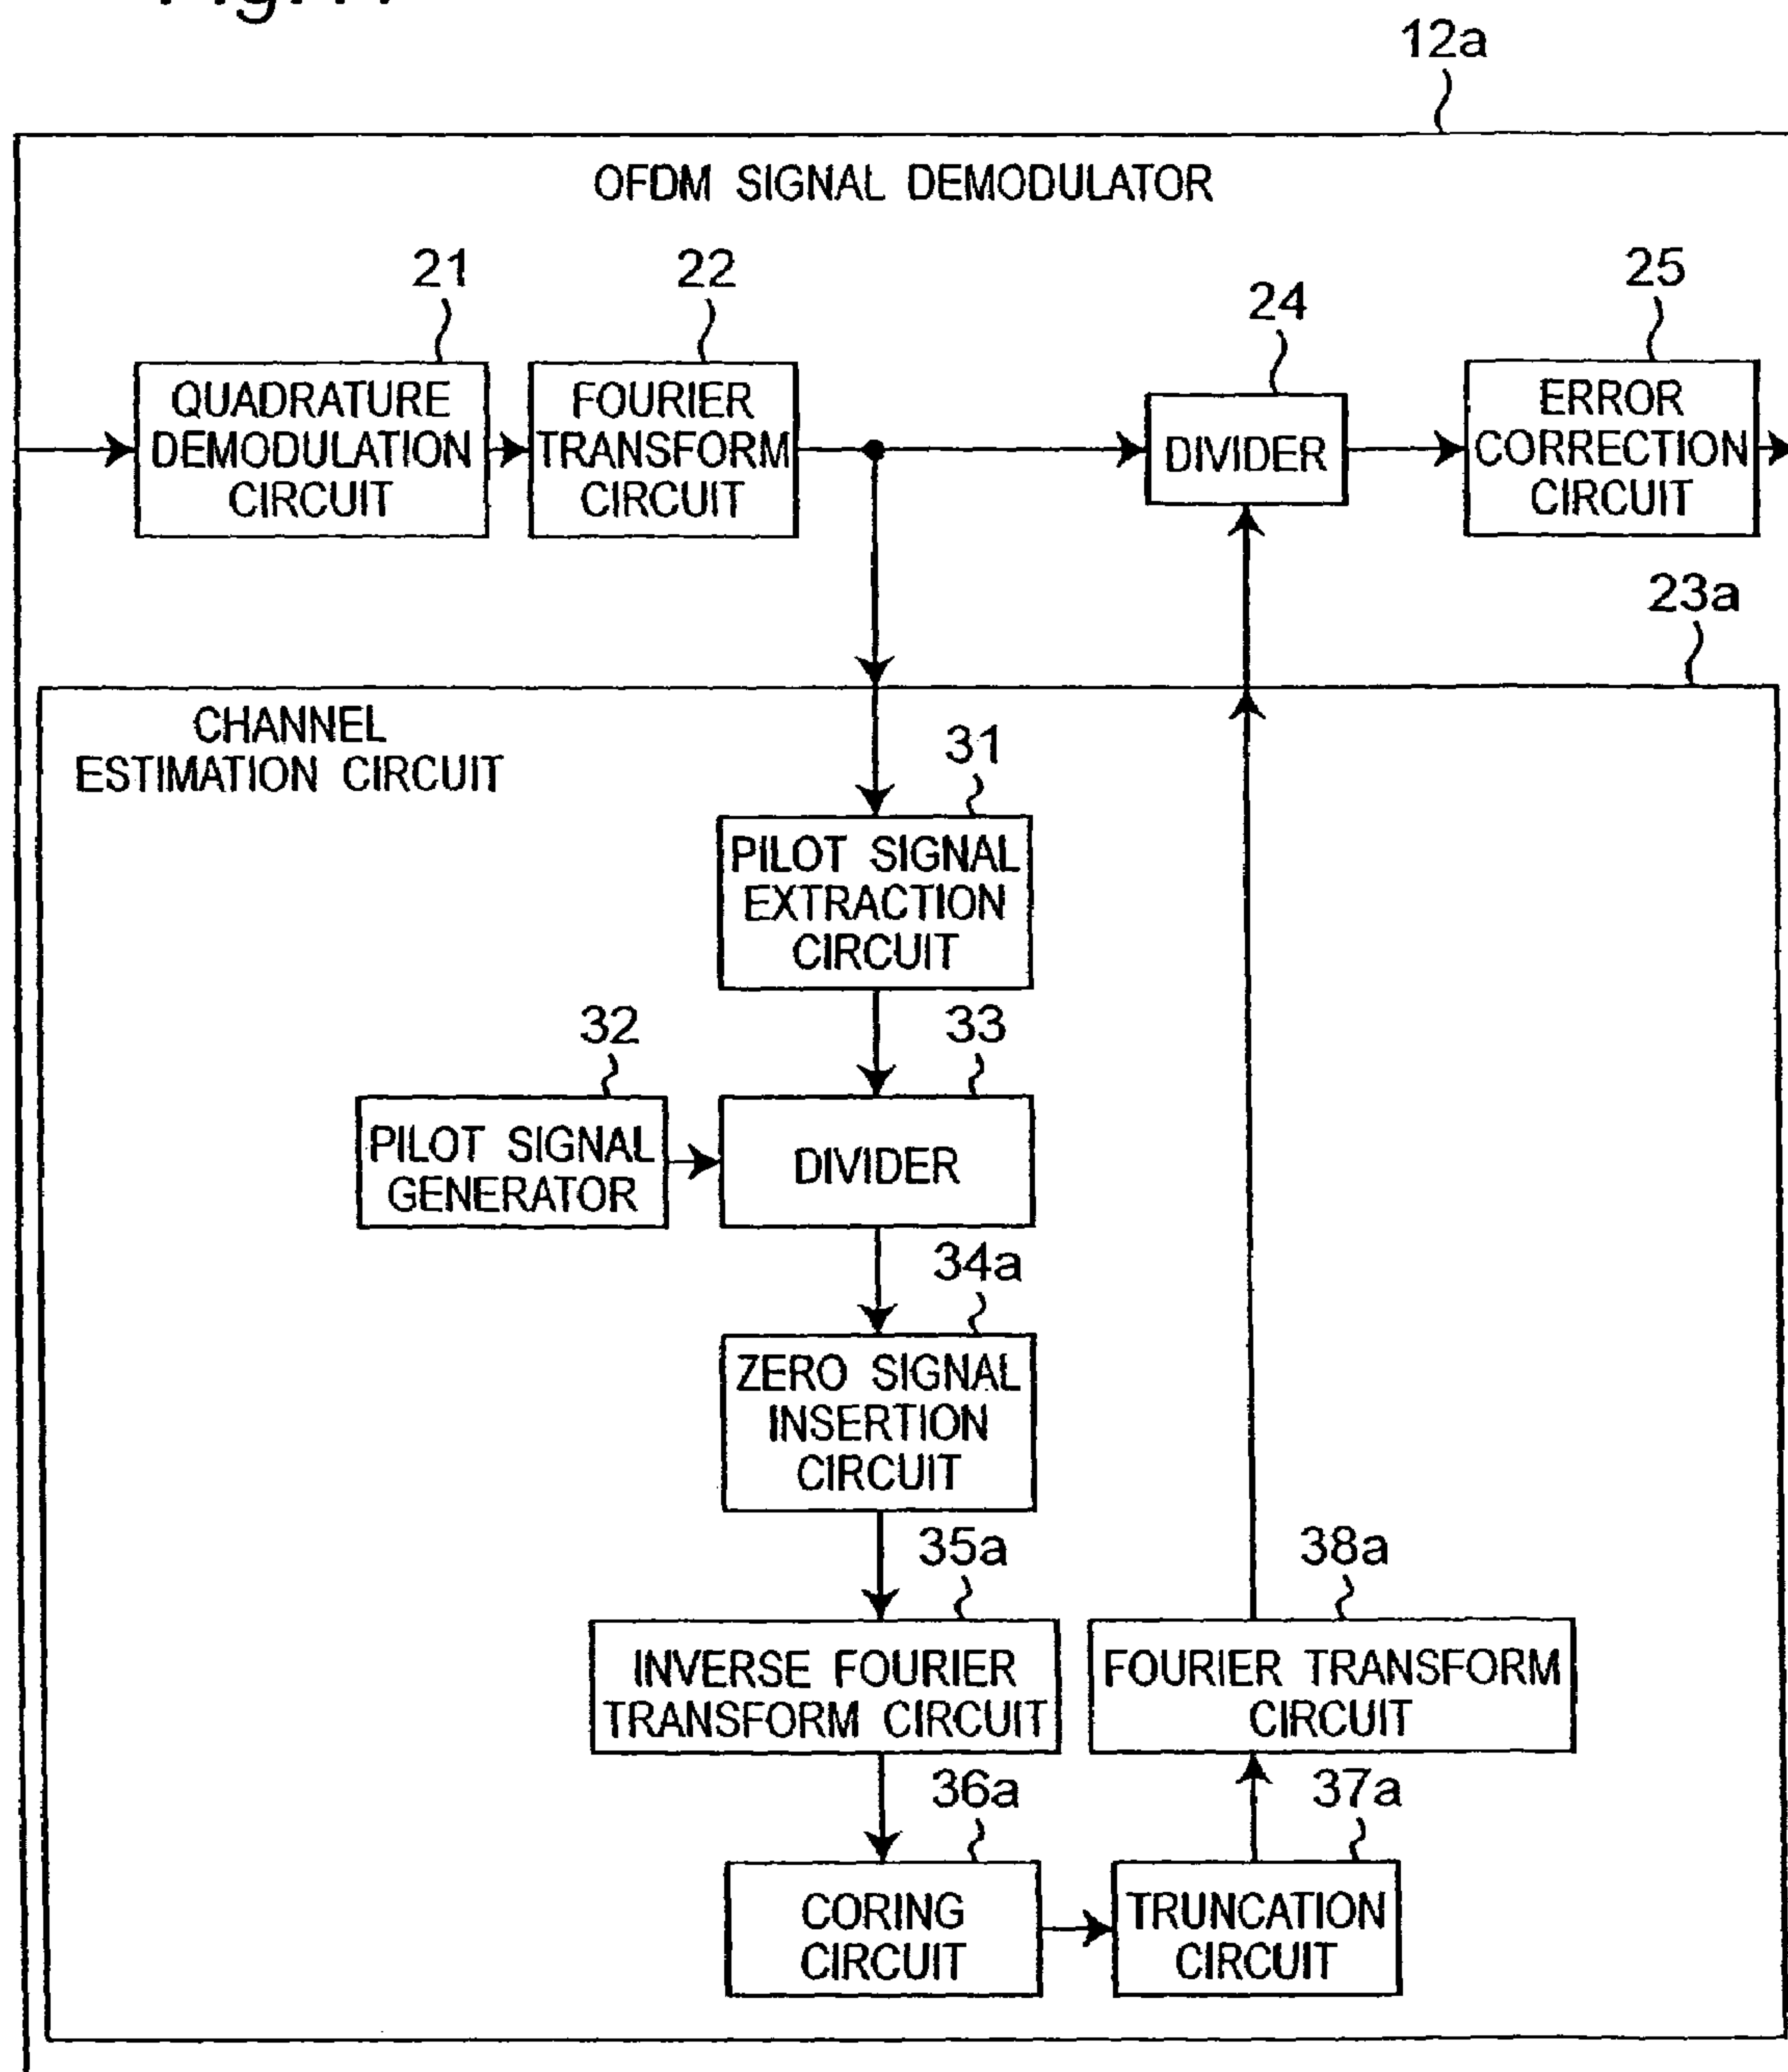 12a
OFDM SIGNAL DEMODULATOR
21
22
24
25
QUADRATURE
DEMODULATION
CIRCUIT
FOURIER
TRANSFORM
CIRCUIT
DIVIDER
ERROR
CORRECTION
CIRCUIT
23a
CHANNEL
ESTIMATION CIRCUIT
31
PILOT SIGNAL
EXTRACTION
CIRCUIT
32
33
PILOT SIGNAL
GENERATOR
DIVIDER
34a
ZERO SIGNAL
INSERTION
CIRCUIT
35a
38a
INVERSE FOURIER
TRANSFORM CIRCUIT
FOURIER TRANSFORM
CIRCUIT
36a
37a
CORING
CIRCUIT
TRUNCATION
CIRCUIT